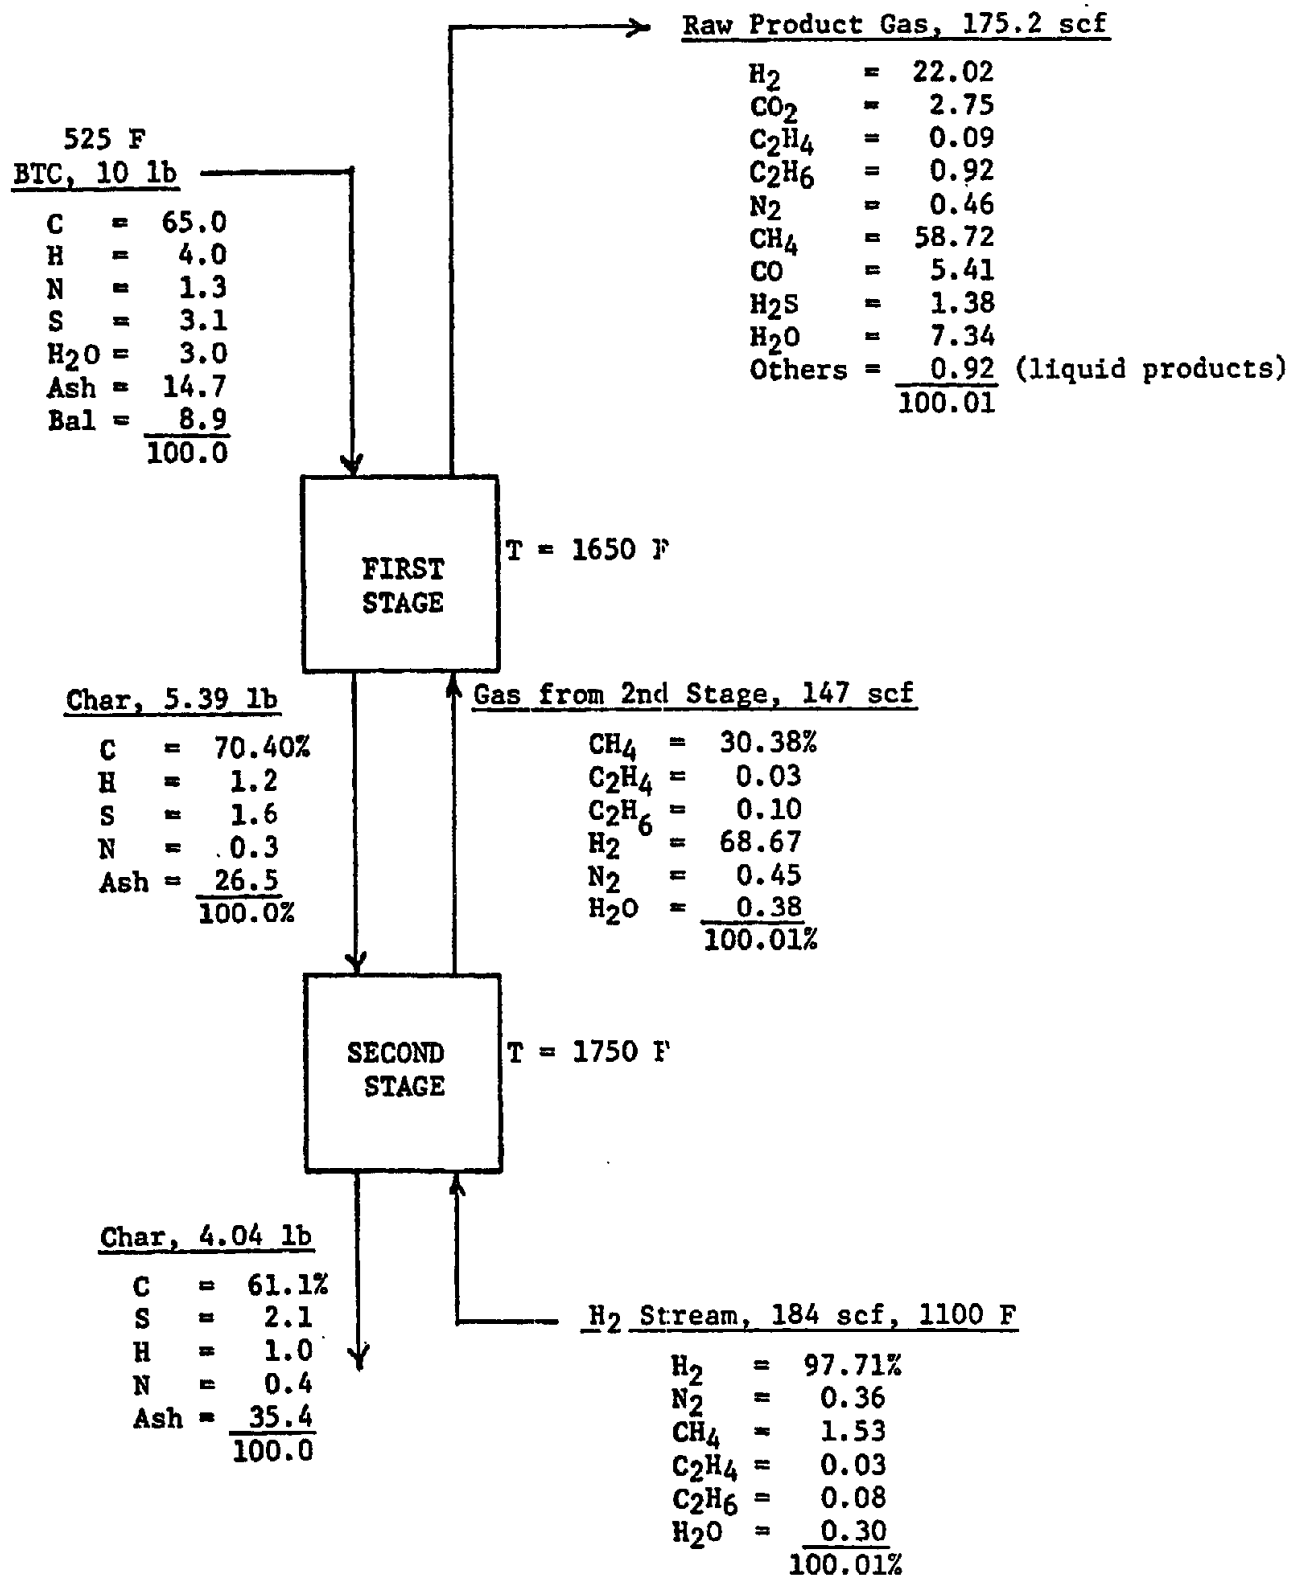 Raw Product Gas, 175.2 scf
H2 = 22.02
CO2 = 2.75
C2H4 = 0.09
C2H6 = 0.92
N2 = 0.46
CH4 = 58.72
CO = 5.41
H2S = 1.38
H2O = 7.34
Others = 0.92 (liquid products)
100.01
525 F
BTC, 10 lb
C = 65.0
H = 4.0
N = 1.3
S = 3.1
H2O = 3.0
Ash = 14.7
Bal = 8.9
100.0
FIRST
STAGE
T = 1650 F
Char, 5.39 lb
C = 70.40%
H = 1.2
S = 1.6
N = 0.3
Ash = 26.5
100.0%
Gas from 2nd Stage, 147 scf
CH4 = 30.38%
C2H4 = 0.03
C2H6 = 0.10
H2 = 68.67
N2 = 0.45
H2O = 0.38
100.01%
SECOND
STAGE
T = 1750 F
Char, 4.04 lb
C = 61.1%
S = 2.1
H = 1.0
N = 0.4
Ash = 35.4
100.0
H2 Stream, 184 scf, 1100 F
H2 = 97.71%
N2 = 0.36
CH4 = 1.53
C2H4 = 0.03
C2H6 = 0.08
H2O = 0.30
100.01%